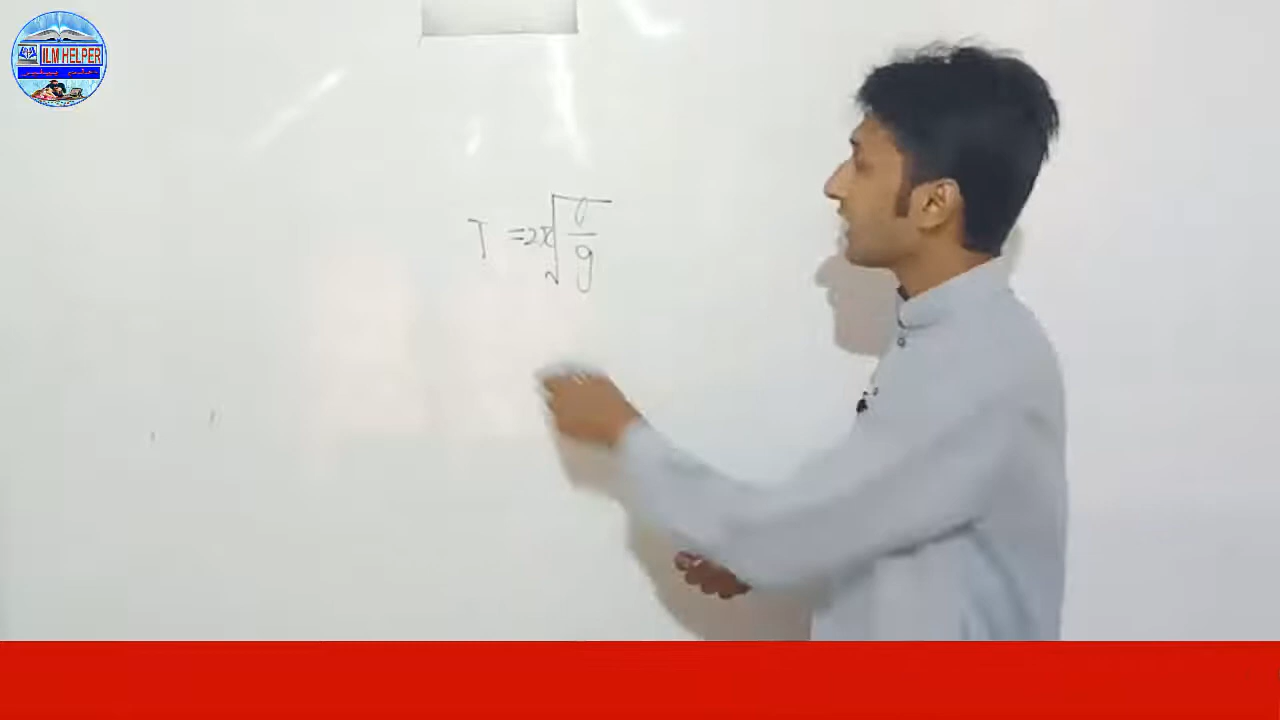 ILM HELPER
T = 2π√(l/g)